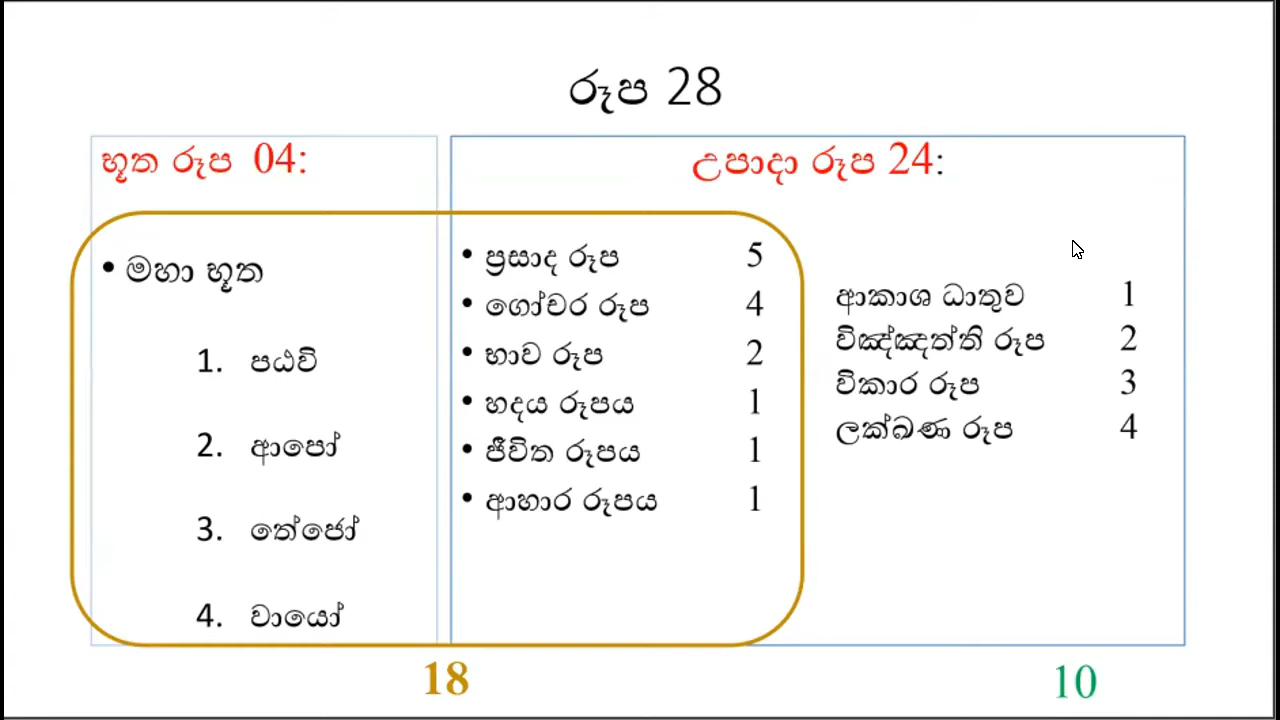 රූප 28
භූත රූප 04:
• මහා භූත
1. පඨවි
2. ආපෝ
3. තේජෝ
4. වායෝ
උපාදා රූප 24:
• ප්‍රසාද රූප 5
• ගෝචර රූප 4
• භාව රූප 2
• හදය රූපය 1
• ජීවිත රූපය 1
• ආහාර රූපය 1
ආකාශ ධාතුව 1
විඤ්ඤත්ති රූප 2
විකාර රූප 3
ලක්ඛණ රූප 4
18
10